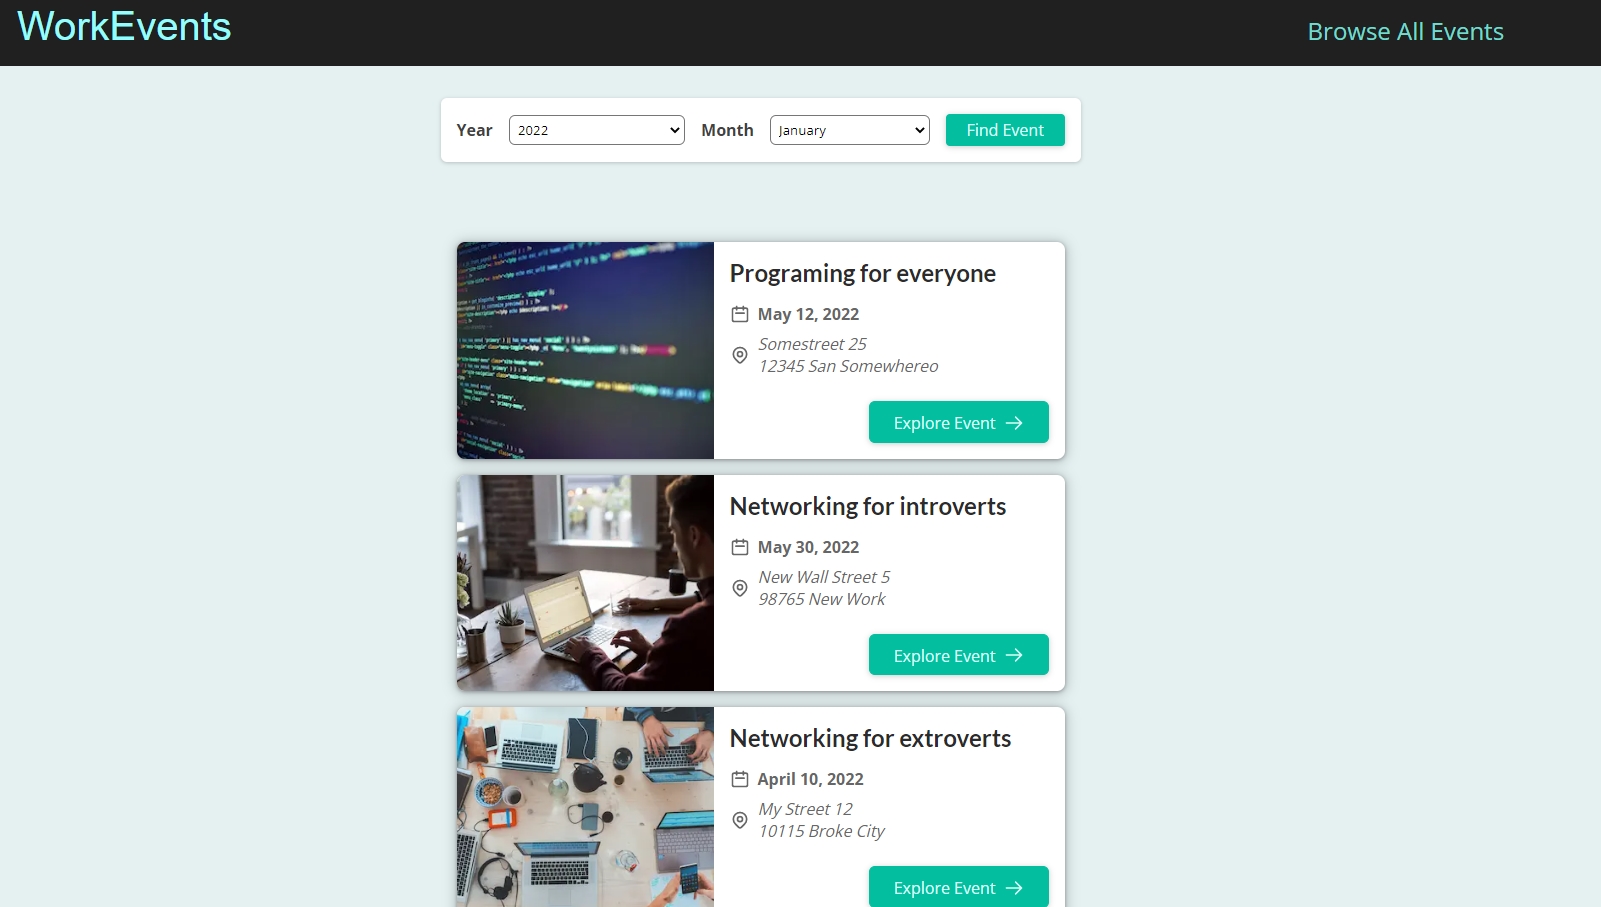 WorkEvents
Browse All Events
Year 2022 Month January Find Event
Programing for everyone
May 12, 2022
Somestreet 25
12345 San Somewhereo
Explore Event
Networking for introverts
May 30, 2022
New Wall Street 5
98765 New Work
Explore Event
Networking for extroverts
April 10, 2022
My Street 12
10115 Broke City
Explore Event